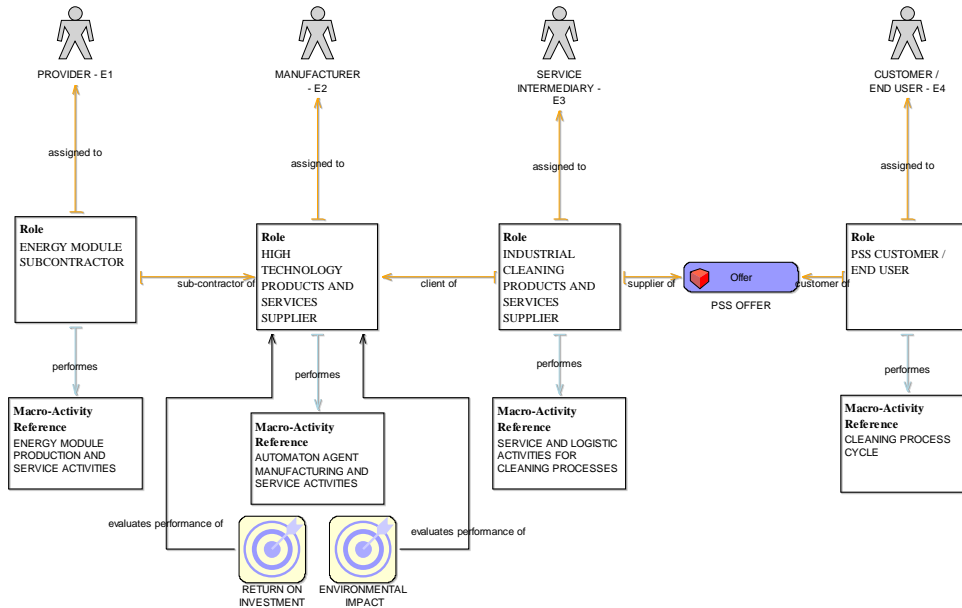 PROVIDER - E1
MANUFACTURER
- E2
SERVICE
INTERMEDIARY -
E3
CUSTOMER /
END USER - E4
assigned to
assigned to
assigned to
assigned to
Role
ENERGY MODULE
SUBCONTRACTOR
Role
HIGH
TECHNOLOGY
PRODUCTS AND
SERVICES
SUPPLIER
Role
INDUSTRIAL
CLEANING
PRODUCTS AND
SERVICES
SUPPLIER
Role
PSS CUSTOMER /
END USER
sub-contractor of
client of
supplier of
Offer
customer of
PSS OFFER
performes
performes
performes
performes
Macro-Activity
Reference
ENERGY MODULE
PRODUCTION AND
SERVICE ACTIVITIES
Macro-Activity
Reference
AUTOMATON AGENT
MANUFACTURING AND
SERVICE ACTIVITIES
Macro-Activity
Reference
SERVICE AND LOGISTIC
ACTIVITIES FOR
CLEANING PROCESSES
Macro-Activity
Reference
CLEANING PROCESS
CYCLE
evaluates performance of
evaluates performance of
RETURN ON
INVESTMENT
ENVIRONMENTAL
IMPACT